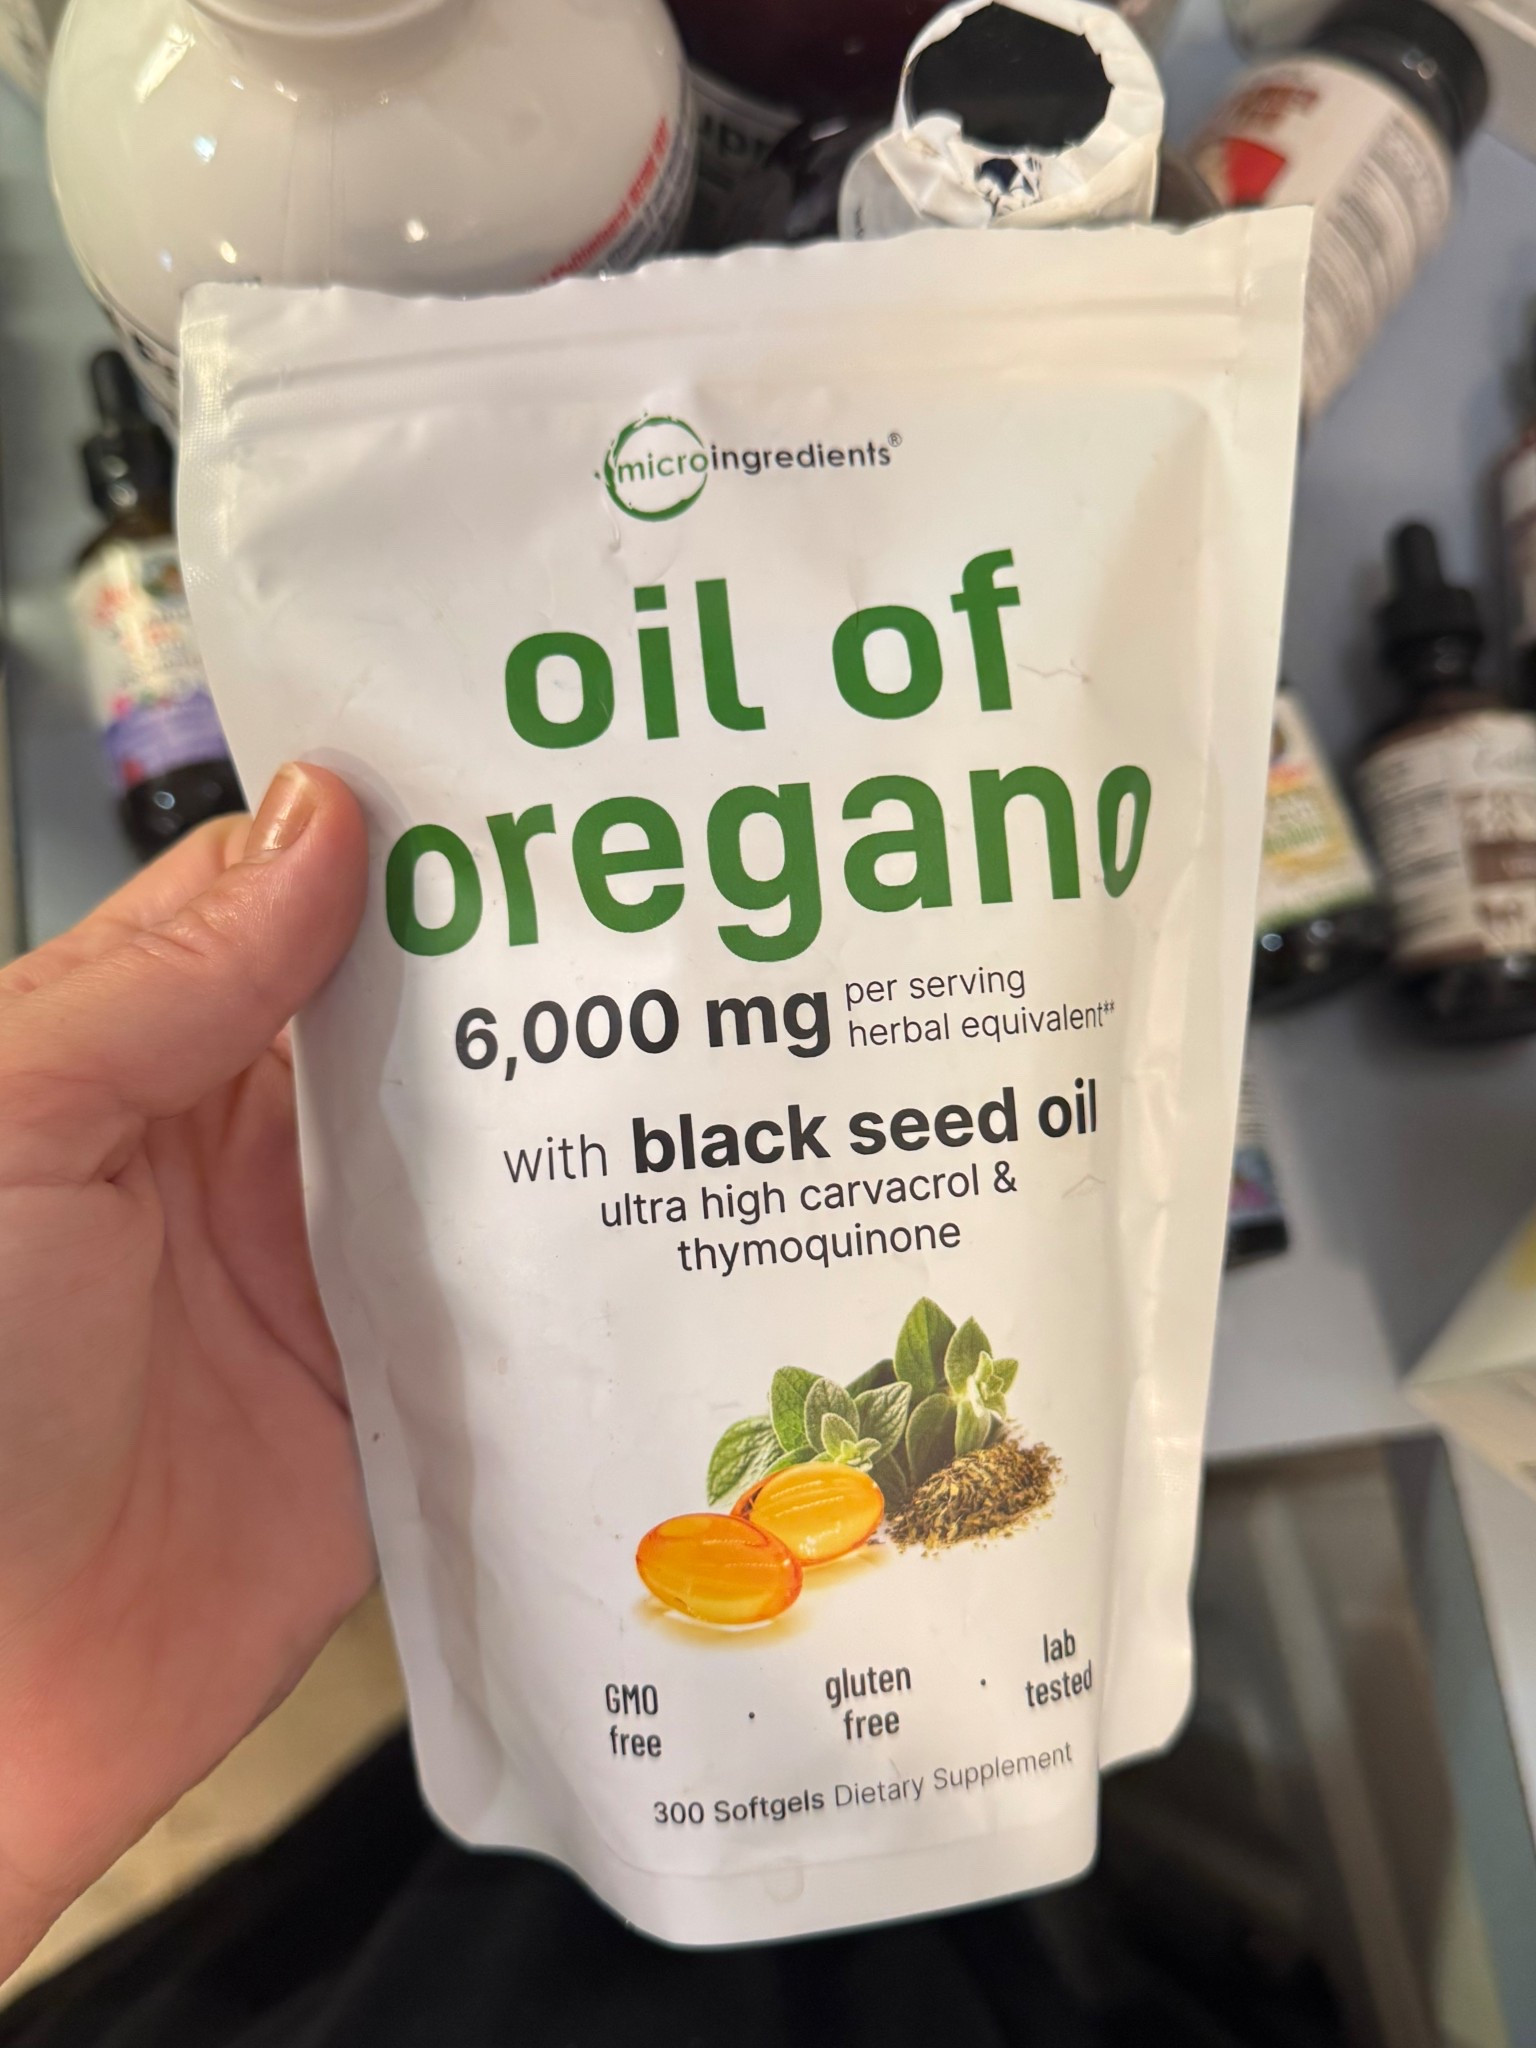 microingredients®
oil of
oregano
6,000 mg per serving
herbal equivalent**
with black seed oil
ultra high carvacrol &
thymoquinone
GMO
free
·
gluten
free
·
lab
tested
300 Softgels Dietary Supplement